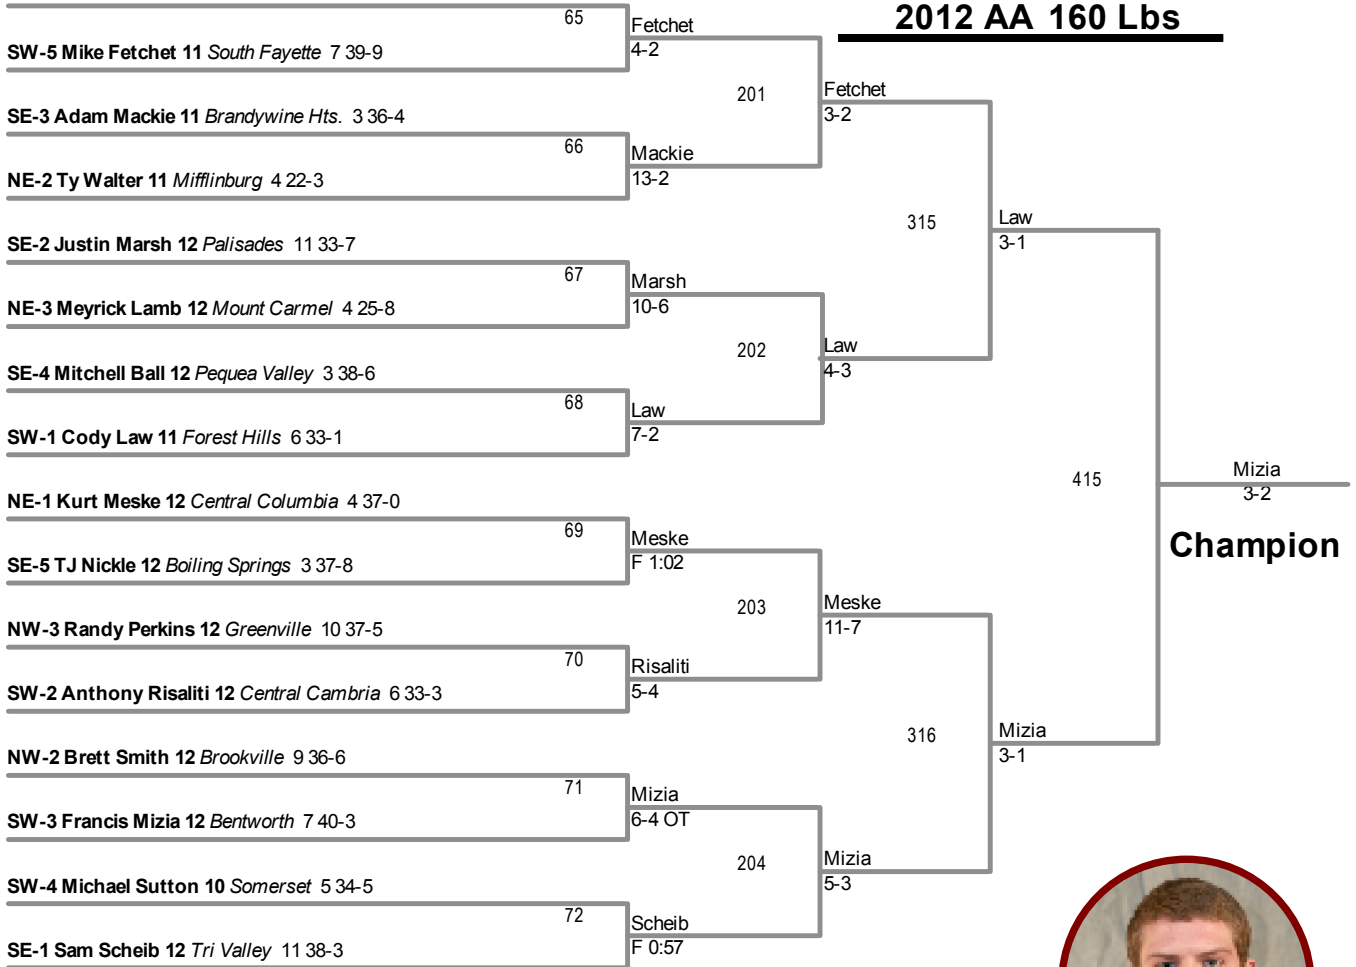 2012 AA 160 Lbs
65
Fetchet
4-2
SW-5 Mike Fetchet 11 South Fayette 7 39-9
201
Fetchet
3-2
SE-3 Adam Mackie 11 Brandywine Hts. 3 36-4
66
Mackie
13-2
NE-2 Ty Walter 11 Mifflinburg 4 22-3
315
Law
3-1
SE-2 Justin Marsh 12 Palisades 11 33-7
67
Marsh
10-6
NE-3 Meyrick Lamb 12 Mount Carmel 4 25-8
202
Law
4-3
SE-4 Mitchell Ball 12 Pequea Valley 3 38-6
68
Law
7-2
SW-1 Cody Law 11 Forest Hills 6 33-1
415
Mizia
3-2
Champion
NE-1 Kurt Meske 12 Central Columbia 4 37-0
69
Meske
F 1:02
SE-5 TJ Nickle 12 Boiling Springs 3 37-8
203
Meske
11-7
NW-3 Randy Perkins 12 Greenville 10 37-5
70
Risaliti
5-4
SW-2 Anthony Risaliti 12 Central Cambria 6 33-3
316
Mizia
3-1
NW-2 Brett Smith 12 Brookville 9 36-6
71
Mizia
6-4 OT
SW-3 Francis Mizia 12 Bentworth 7 40-3
204
Mizia
5-3
SW-4 Michael Sutton 10 Somerset 5 34-5
72
Scheib
F 0:57
SE-1 Sam Scheib 12 Tri Valley 11 38-3